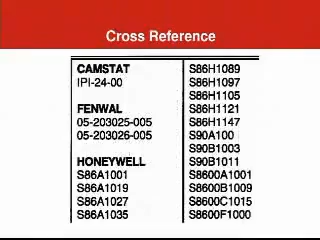 Cross Reference
CAMSTAT
IPI-24-00
FENWAL
05-203025-005
05-203026-005
HONEYWELL
S86A1001
S86A1019
S86A1027
S86A1035
S86H1089
S86H1097
S86H1105
S86H1121
S86H1147
S90A100
S90B1003
S90B1011
S8600A1001
S8600B1009
S8600C1015
S8600F1000